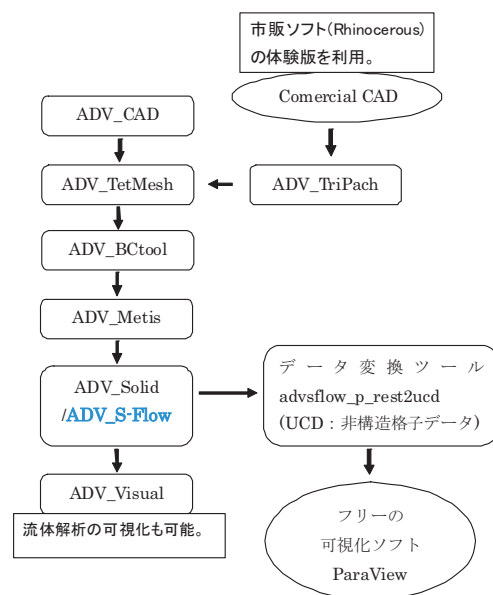 市販ソフト(Rhinocerous)
の体験版を利用。
Comercial CAD
ADV_CAD
ADV_TetMesh
ADV_TriPach
ADV_BCtool
ADV_Metis
ADV_Solid
/ADV_S-Flow
データ変換ツール
advsflow_p_rest2ucd
(UCD：非構造格子データ)
ADV_Visual
流体解析の可視化も可能。
フリーの
可視化ソフト
ParaView